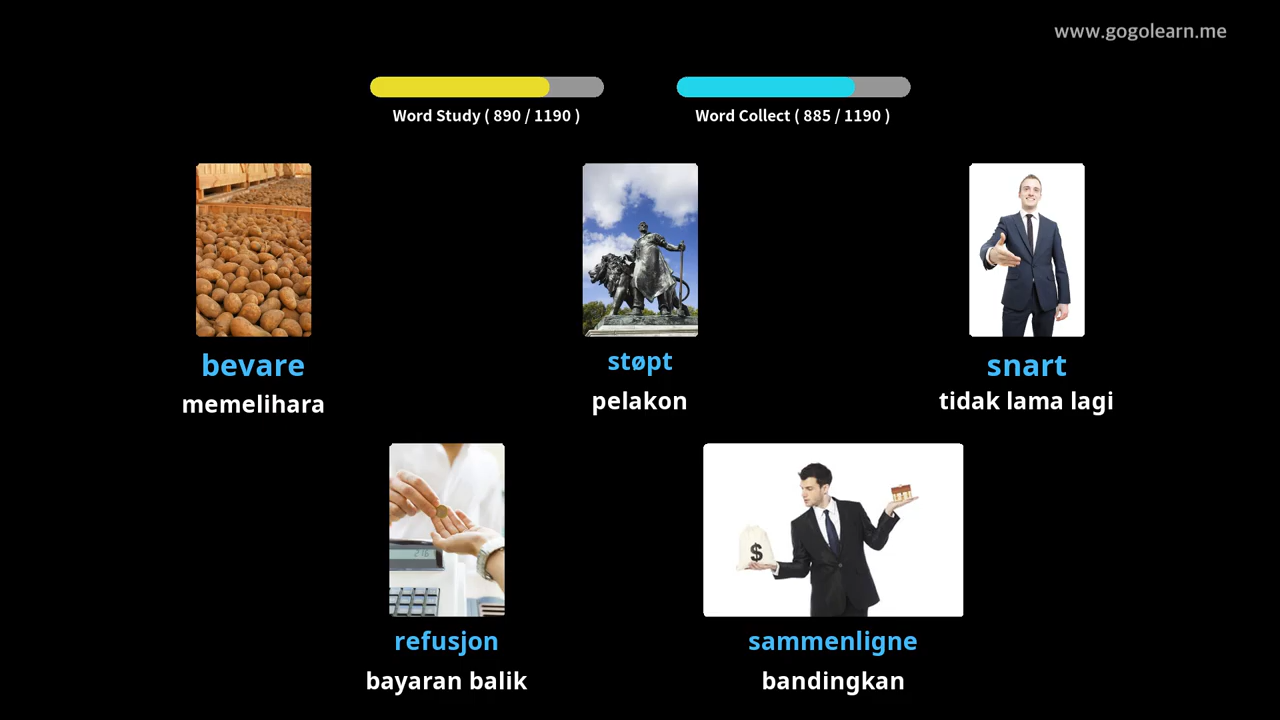 www.gogolearn.me
Word Study ( 890 / 1190 )
Word Collect ( 885 / 1190 )
bevare
memelihara
støpt
pelakon
snart
tidak lama lagi
$
refusjon
bayaran balik
sammenligne
bandingkan